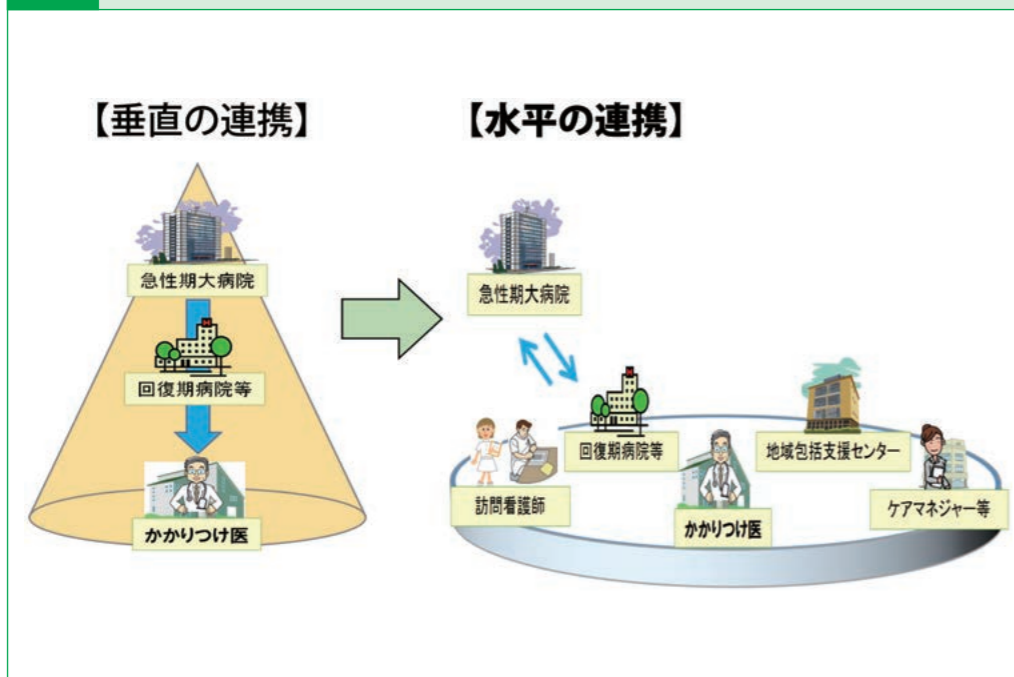 【垂直の連携】
急性期大病院
回復期病院等
かかりつけ医
【水平の連携】
急性期大病院
回復期病院等
地域包括支援センター
訪問看護師
かかりつけ医
ケアマネジャー等